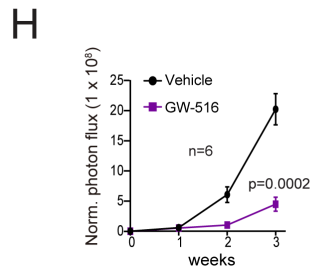 H
Norm. photon flux (1 x 10⁸)
25
20
15
10
5
0
Vehicle
GW-516
n=6
p=0.0002
0 1 2 3
weeks